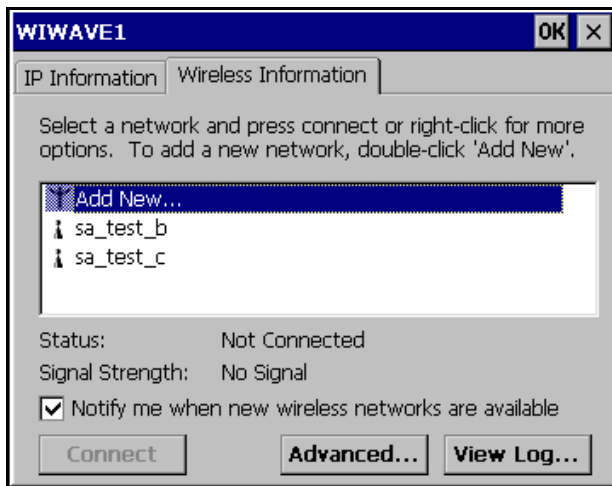 WIWAVE1 OK ×
IP Information Wireless Information
Select a network and press connect or right-click for more
options. To add a new network, double-click 'Add New'.
Add New...
sa_test_b
sa_test_c
Status: Not Connected
Signal Strength: No Signal
Notify me when new wireless networks are available
Connect Advanced... View Log...